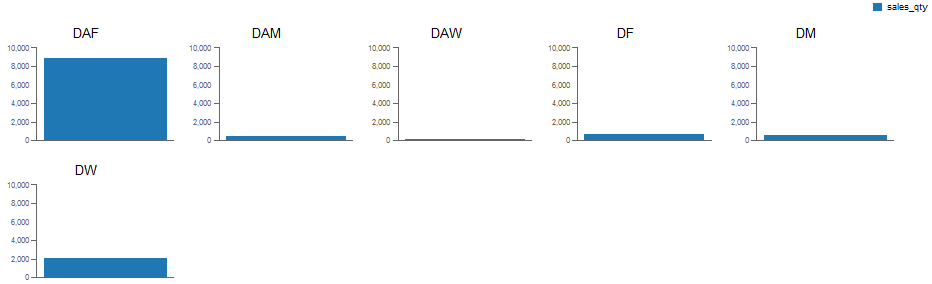 sales_qty
DAF
DAM
DAW
DF
DM
10,000 10,000 10,000 10,000 10,000
8,000 8,000 8,000 8,000 8,000
6,000 6,000 6,000 6,000 6,000
4,000 4,000 4,000 4,000 4,000
2,000 2,000 2,000 2,000 2,000
0 0 0 0 0
DW
10,000
8,000
6,000
4,000
2,000
0